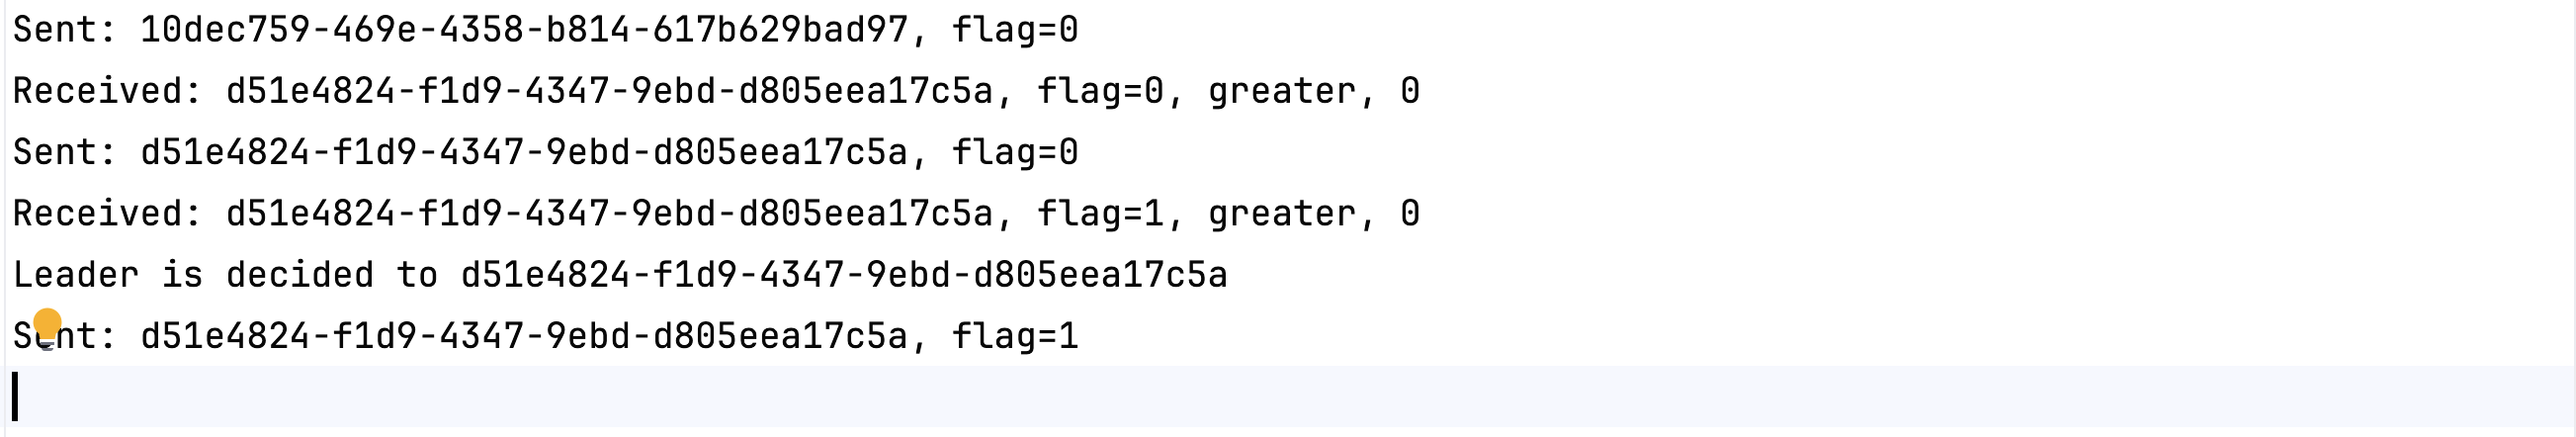 Sent: 10dec759-469e-4358-b814-617b629bad97, flag=0
Received: d51e4824-f1d9-4347-9ebd-d805eea17c5a, flag=0, greater, 0
Sent: d51e4824-f1d9-4347-9ebd-d805eea17c5a, flag=0
Received: d51e4824-f1d9-4347-9ebd-d805eea17c5a, flag=1, greater, 0
Leader is decided to d51e4824-f1d9-4347-9ebd-d805eea17c5a
Sent: d51e4824-f1d9-4347-9ebd-d805eea17c5a, flag=1